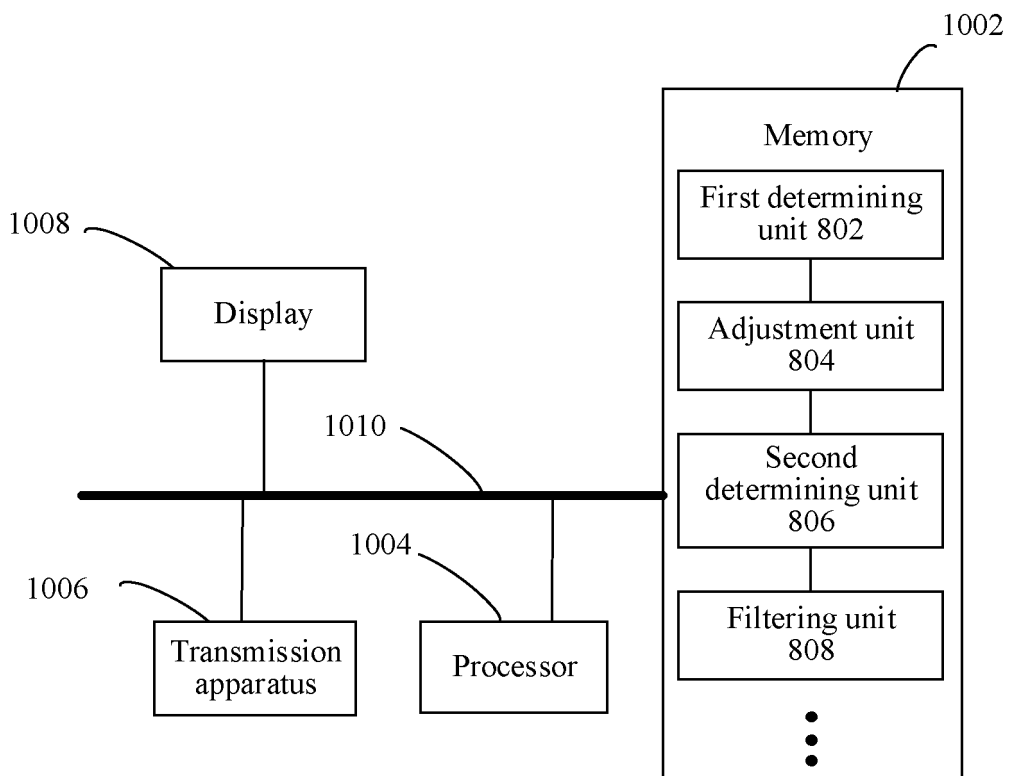 1002
Memory
First determining
unit 802
1008
Display
Adjustment unit
804
1010
Second
determining unit
806
1004
1006
Transmission
apparatus
Processor
Filtering unit
808